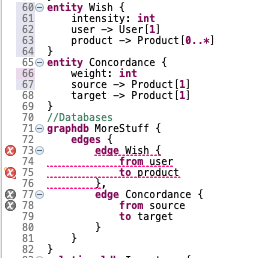 60 entity Wish {
61     intensity: int
62     user -> User[1]
63     product -> Product[0..*]
64 }
65 entity Concordance {
66     weight: int
67     source -> Product[1]
68     target -> Product[1]
69 }
70 //Databases
71 graphdb MoreStuff {
72     edges {
73         edge Wish {
74             from user
75             to product
76         },
77         edge Concordance {
78             from source
79             to target
80         }
81     }
82 }